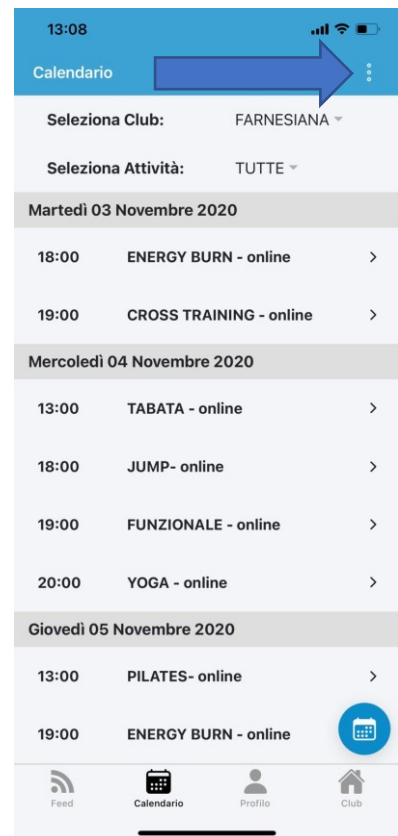 13:08
Calendario
Seleziona Club: FARNESIANA
Seleziona Attività: TUTTE
Martedì 03 Novembre 2020
18:00 ENERGY BURN - online
19:00 CROSS TRAINING - online
Mercoledì 04 Novembre 2020
13:00 TABATA - online
18:00 JUMP- online
19:00 FUNZIONALE - online
20:00 YOGA - online
Giovedì 05 Novembre 2020
13:00 PILATES- online
19:00 ENERGY BURN - online
Feed Calendario Profilo Club